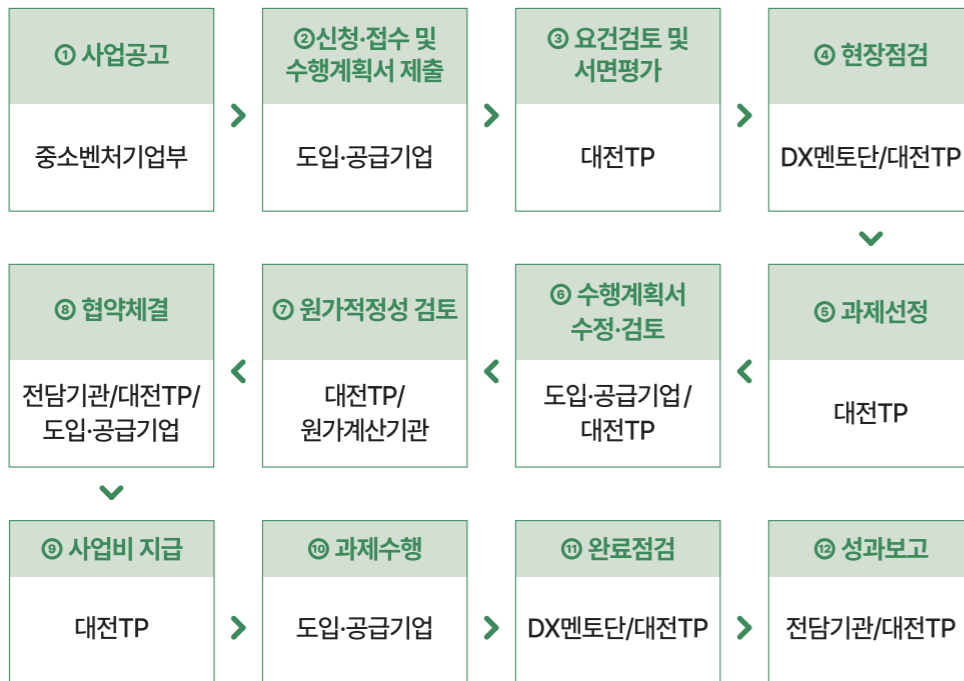 ① 사업공고
중소벤처기업부
②신청·접수 및
수행계획서 제출
도입·공급기업
③ 요건검토 및
서면평가
대전TP
④ 현장점검
DX멘토단/대전TP
⑤ 과제선정
대전TP
⑥ 수행계획서
수정·검토
도입·공급기업/
대전TP
⑦ 원가적정성 검토
대전TP/
원가계산기관
⑧ 협약체결
전담기관/대전TP/
도입·공급기업
⑨ 사업비 지급
대전TP
⑩ 과제수행
도입·공급기업
⑪ 완료점검
DX멘토단/대전TP
⑫ 성과보고
전담기관/대전TP